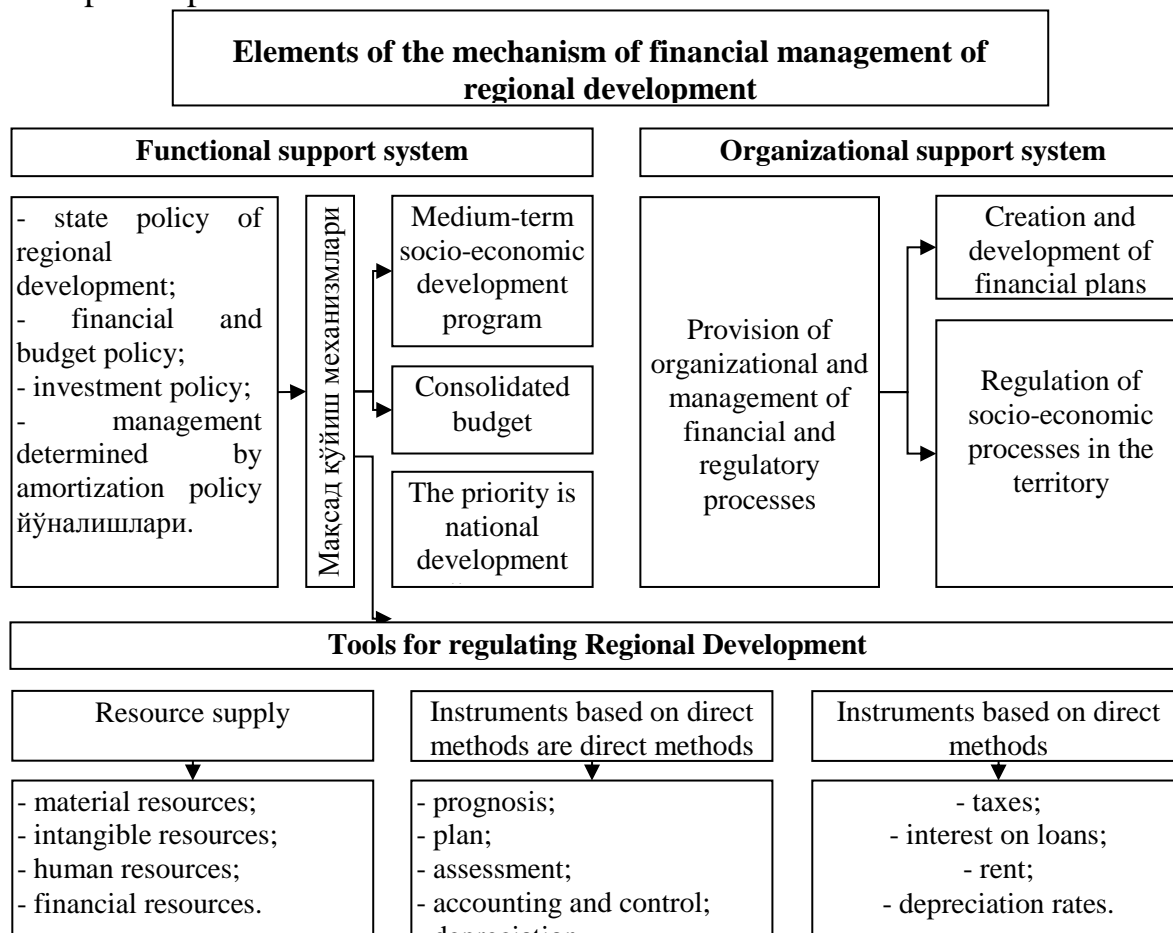 Elements of the mechanism of financial management of
regional development
Functional support system
Organizational support system
- state policy of
regional
development;
- financial and
budget policy;
- investment policy;
- management
determined by
amortization policy
йўналишлари.
Мақсад қўйиш механизмлари
Medium-term
socio-economic
development
program
Consolidated
budget
The priority is
national
development
Provision of
organizational and
management of
financial and
regulatory
processes
Creation and
development of
financial plans
Regulation of
socio-economic
processes in the
territory
Tools for regulating Regional Development
Resource supply
Instruments based on direct
methods are direct methods
Instruments based on direct
methods
- material resources;
- intangible resources;
- human resources;
- financial resources.
- prognosis;
- plan;
- assessment;
- accounting and control;
- taxes;
- interest on loans;
- rent;
- depreciation rates.